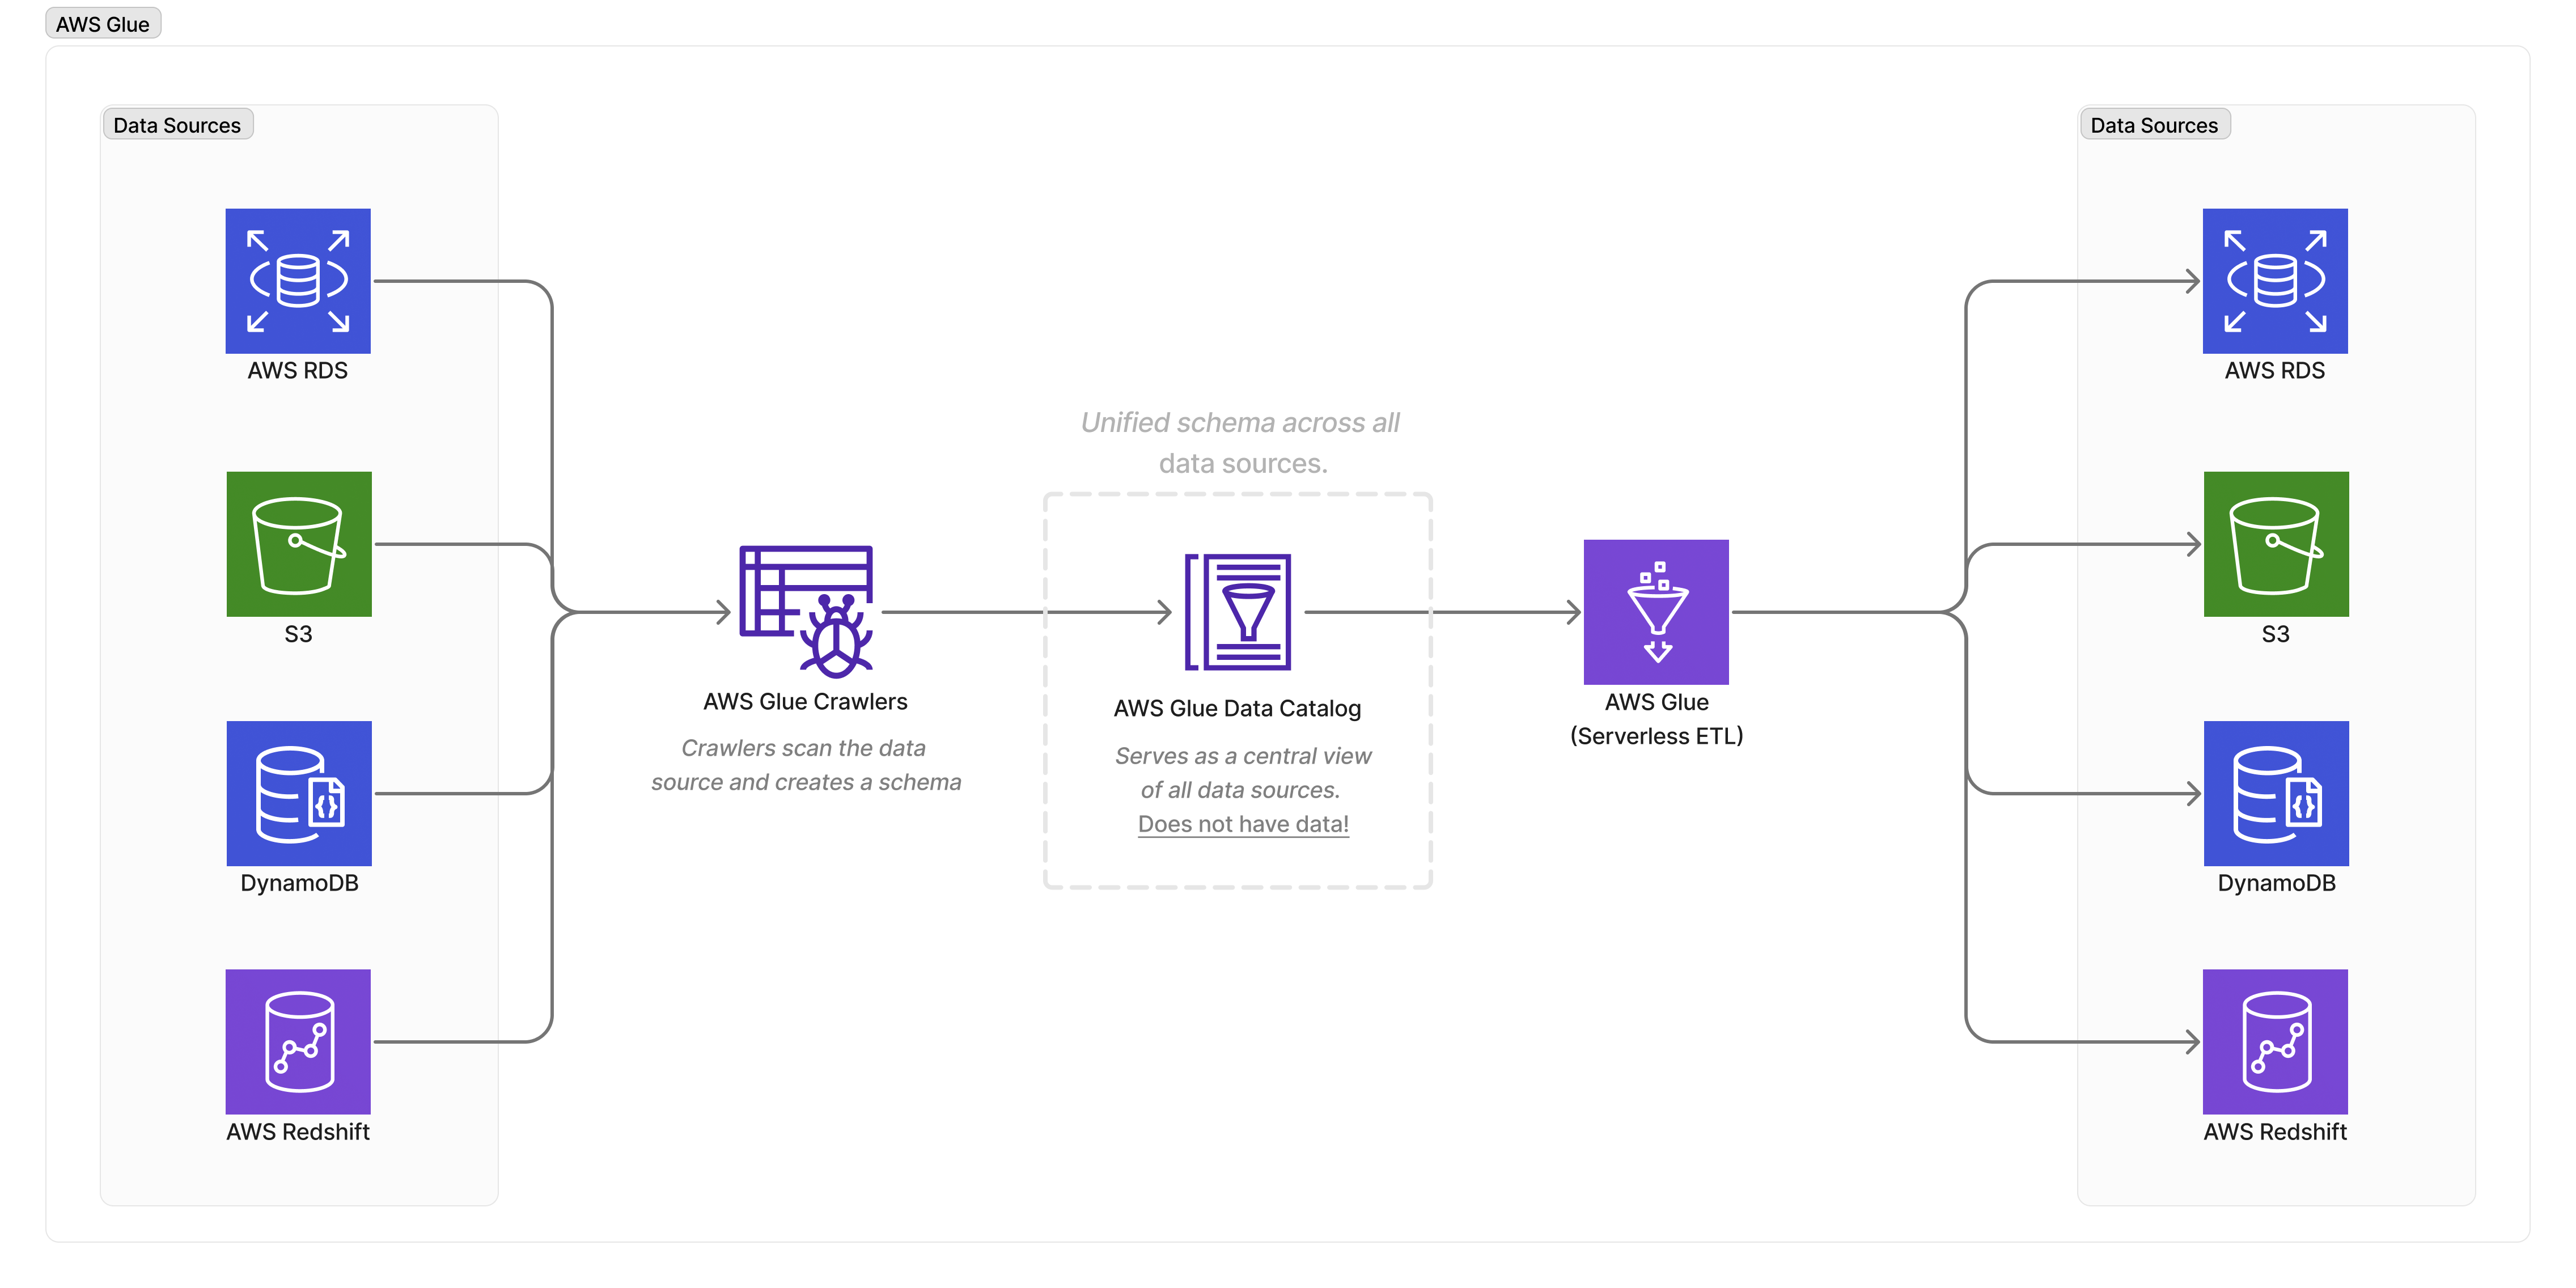 AWS Glue
Data Sources
AWS RDS
S3
DynamoDB
AWS Redshift
AWS Glue Crawlers
Crawlers scan the data
source and creates a schema
Unified schema across all
data sources.
AWS Glue Data Catalog
Serves as a central view
of all data sources.
Does not have data!
AWS Glue
(Serverless ETL)
Data Sources
AWS RDS
S3
DynamoDB
AWS Redshift